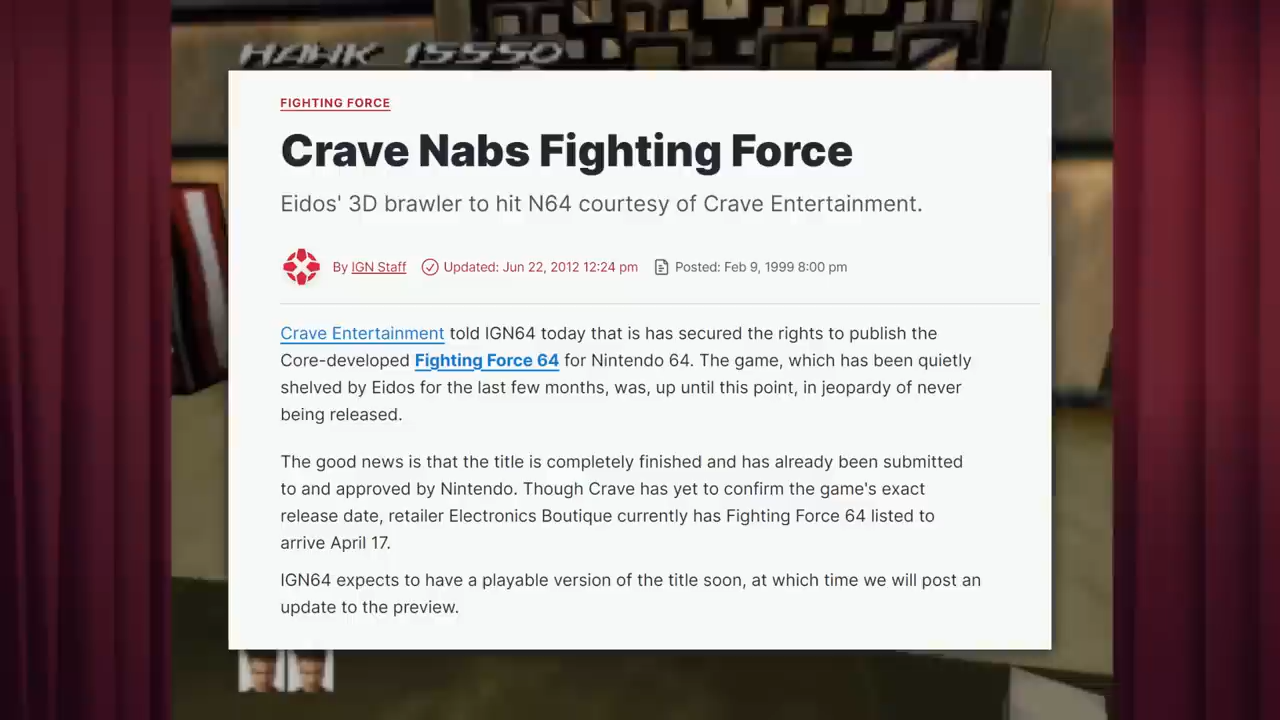 HAWK 15550
FIGHTING FORCE
Crave Nabs Fighting Force
Eidos' 3D brawler to hit N64 courtesy of Crave Entertainment.
By IGN Staff Updated: Jun 22, 2012 12:24 pm Posted: Feb 9, 1999 8:00 pm
Crave Entertainment told IGN64 today that is has secured the rights to publish the
Core-developed Fighting Force 64 for Nintendo 64. The game, which has been quietly
shelved by Eidos for the last few months, was, up until this point, in jeopardy of never
being released.
The good news is that the title is completely finished and has already been submitted
to and approved by Nintendo. Though Crave has yet to confirm the game's exact
release date, retailer Electronics Boutique currently has Fighting Force 64 listed to
arrive April 17.
IGN64 expects to have a playable version of the title soon, at which time we will post an
update to the preview.